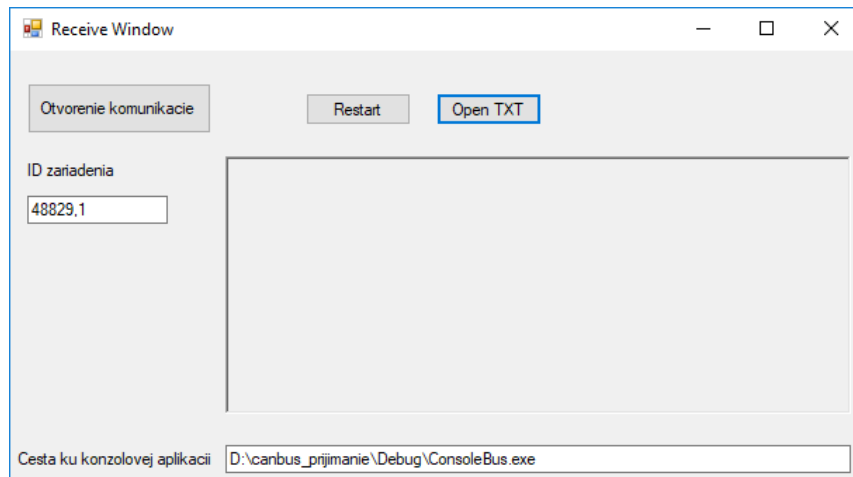 Receive Window
Otvorenie komunikacie
Restart
Open TXT
ID zariadenia
48829,1
Cesta ku konzolovej aplikacii
D:\canbus_prijimanie\Debug\ConsoleBus.exe